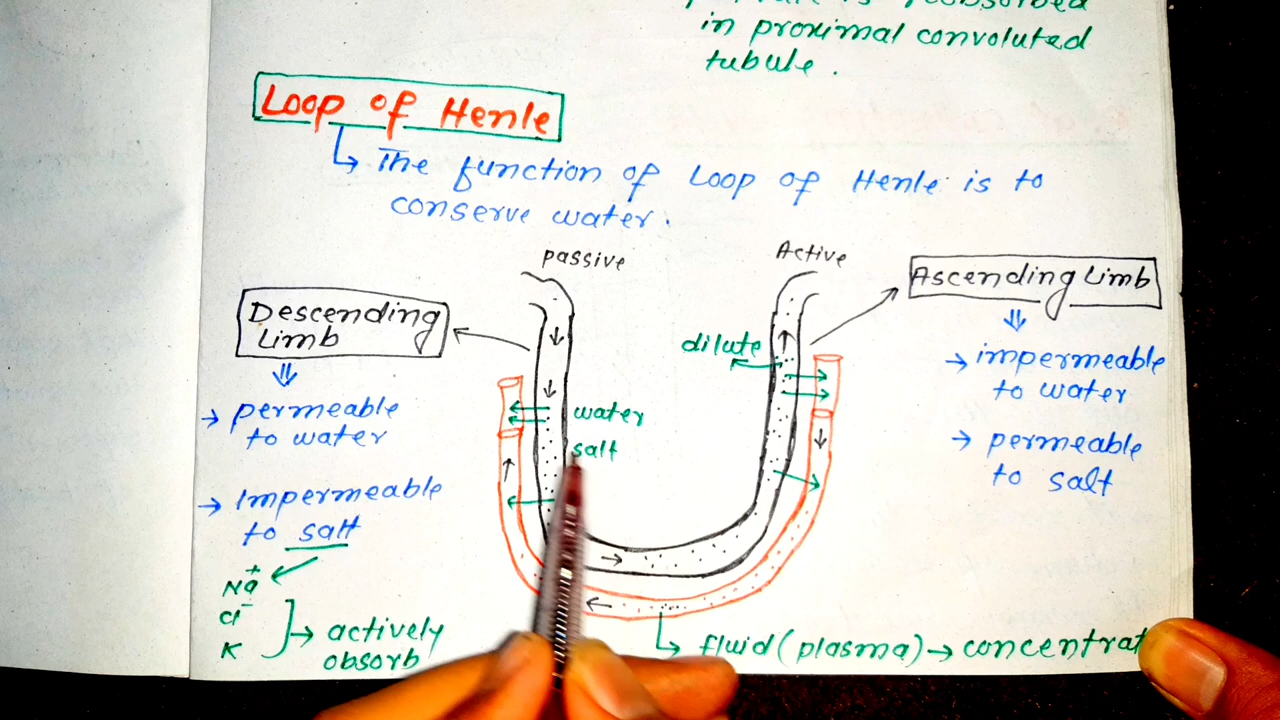 in proximal convoluted
tubule.
Loop of Henle
The function of Loop of Henle is to
conserve water.
passive
Active
Descending
Limb
Ascending Limb
permeable
to water
Impermeable
to salt
Na+
Cl-
K
actively
absorb
water
salt
dilute
impermeable
to water
permeable
to salt
fluid (plasma) → concentrat